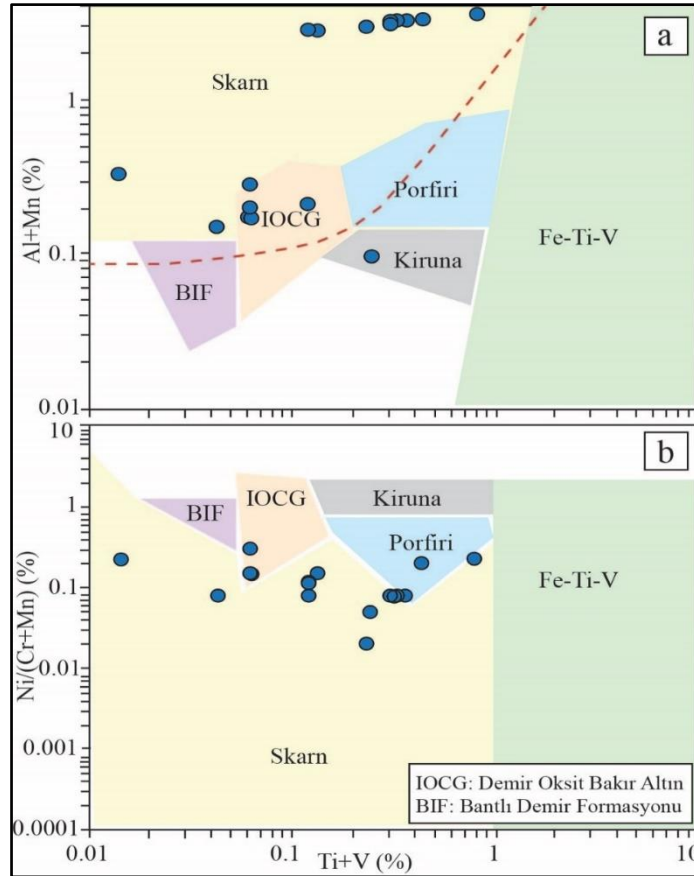 a
Skarn
1
Al+Mn (%)
Porfiri
IOCG
Fe-Ti-V
0.1
Kiruna
BIF
0.01
10
b
IOCG
Kiruna
BIF
1
Porfiri
Ni/(Cr+Mn) (%)
0.1
Fe-Ti-V
0.01
0.001
Skarn
IOCG: Demir Oksit Bakır Altın
BIF: Bantlı Demir Formasyonu
0.0001
0.01 0.1 1 10
Ti+V (%)